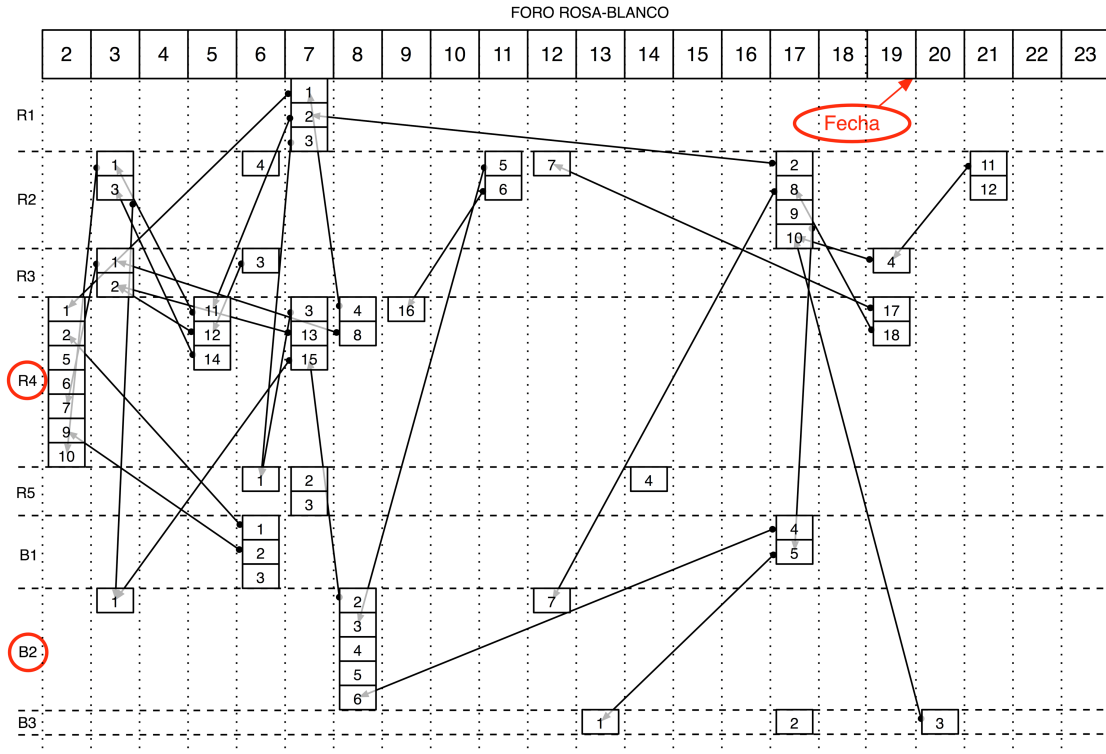 FORO ROSA-BLANCO
2 3 4 5 6 7 8 9 10 11 12 13 14 15 16 17 18 19 20 21 22 23
1
R1 2 Fecha
3
1 4 5 7 2 11
3 6 8 12
R2 9
10
1 3 4
R3 2
1 11 3 4 16 17
2 12 13 8 18
5 14 15
R4 6
7
9
10
1 2 4
R5 3
1 4
B1 2 5
3
1 2 7
3
B2 4
5
6
B3 1 2 3